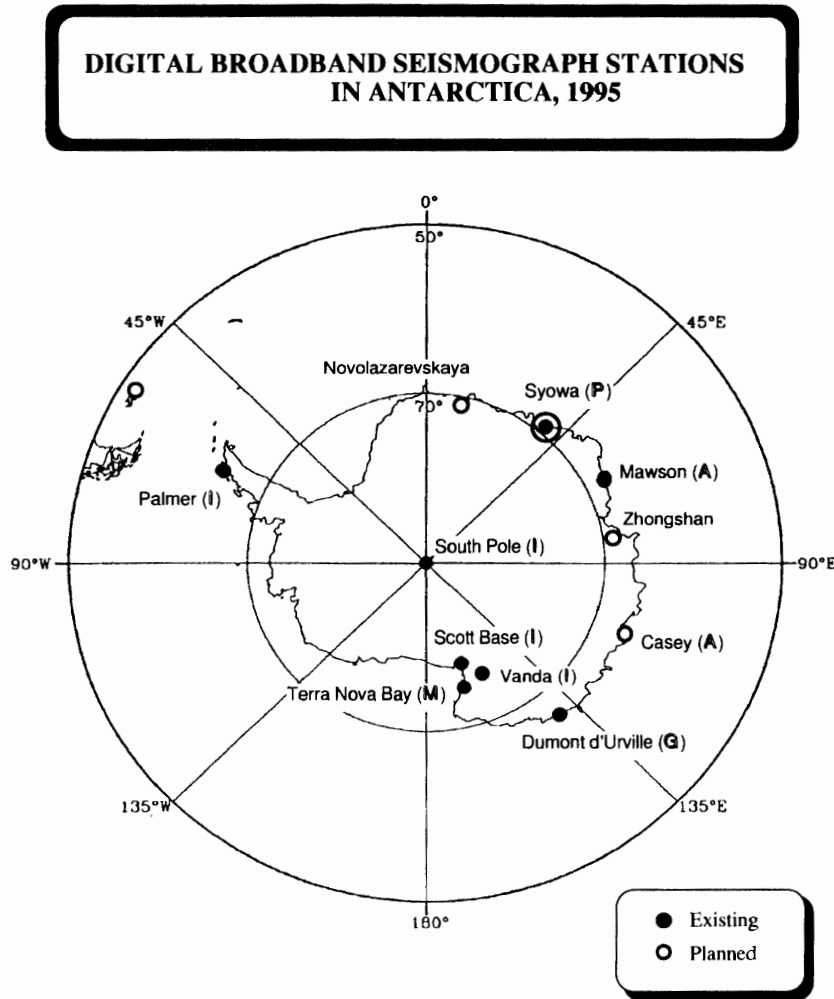 DIGITAL BROADBAND SEISMOGRAPH STATIONS
IN ANTARCTICA, 1995
0°
50°
45°W
45°E
Novolazarevskaya
Syowa (P)
70°
Mawson (A)
Palmer (I)
Zhongshan
South Pole (I)
90°W
90°E
Scott Base (I)
Casey (A)
Vanda (I)
Terra Nova Bay (M)
Dumont d'Urville (G)
135°W
135°E
180°
Existing
Planned